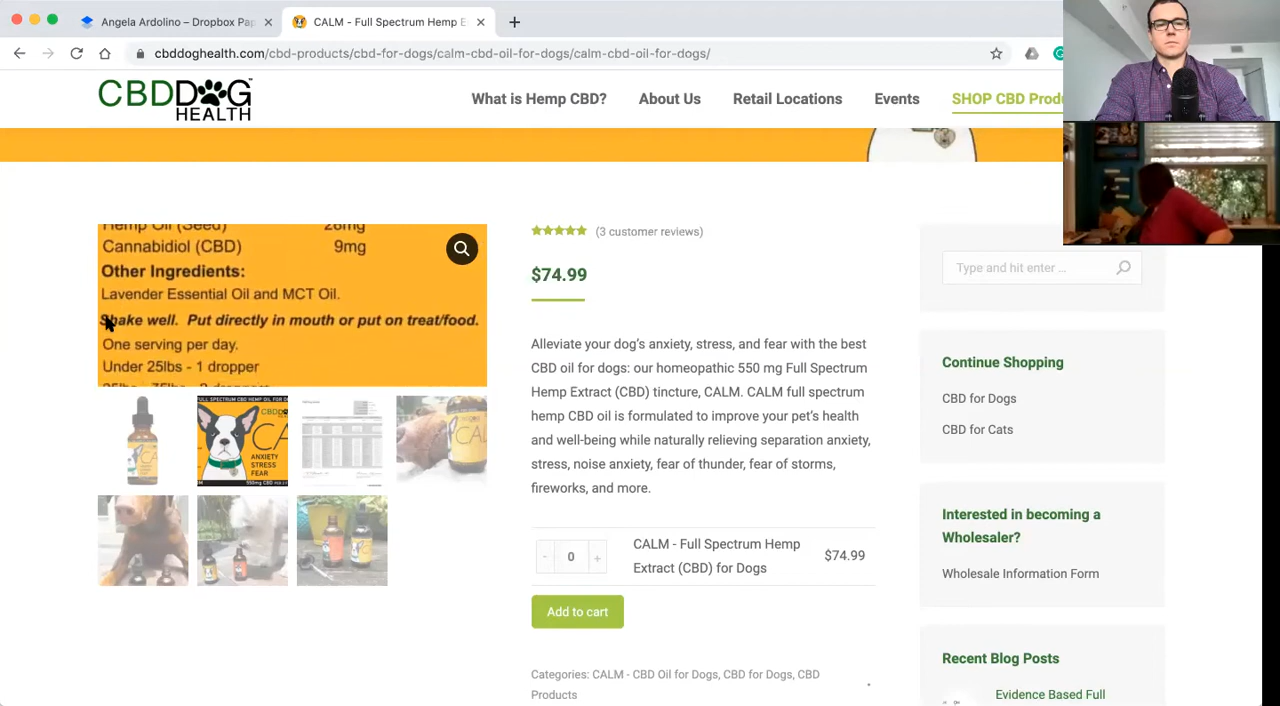 Angela Ardolino – Dropbox Pap
CALM - Full Spectrum Hemp E
cbddoghealth.com/cbd-products/cbd-for-dogs/calm-cbd-oil-for-dogs/calm-cbd-oil-for-dogs/
CBD DOG
HEALTH
What is Hemp CBD?
About Us
Retail Locations
Events
SHOP CBD Produ
Hemp Oil (Seed) 26mg
Cannabidiol (CBD) 9mg
Other Ingredients:
Lavender Essential Oil and MCT Oil.
Shake well. Put directly in mouth or put on treat/food.
One serving per day.
Under 25lbs - 1 dropper
ANXIETY
STRESS
FEAR
(3 customer reviews)
$74.99
Alleviate your dog's anxiety, stress, and fear with the best
CBD oil for dogs: our homeopathic 550 mg Full Spectrum
Hemp Extract (CBD) tincture, CALM. CALM full spectrum
hemp CBD oil is formulated to improve your pet's health
and well-being while naturally relieving separation anxiety,
stress, noise anxiety, fear of thunder, fear of storms,
fireworks, and more.
- 0 +
CALM - Full Spectrum Hemp
Extract (CBD) for Dogs
$74.99
Add to cart
Categories: CALM - CBD Oil for Dogs, CBD for Dogs, CBD
Products
Type and hit enter ...
Continue Shopping
CBD for Dogs
CBD for Cats
Interested in becoming a
Wholesaler?
Wholesale Information Form
Recent Blog Posts
Evidence Based Full